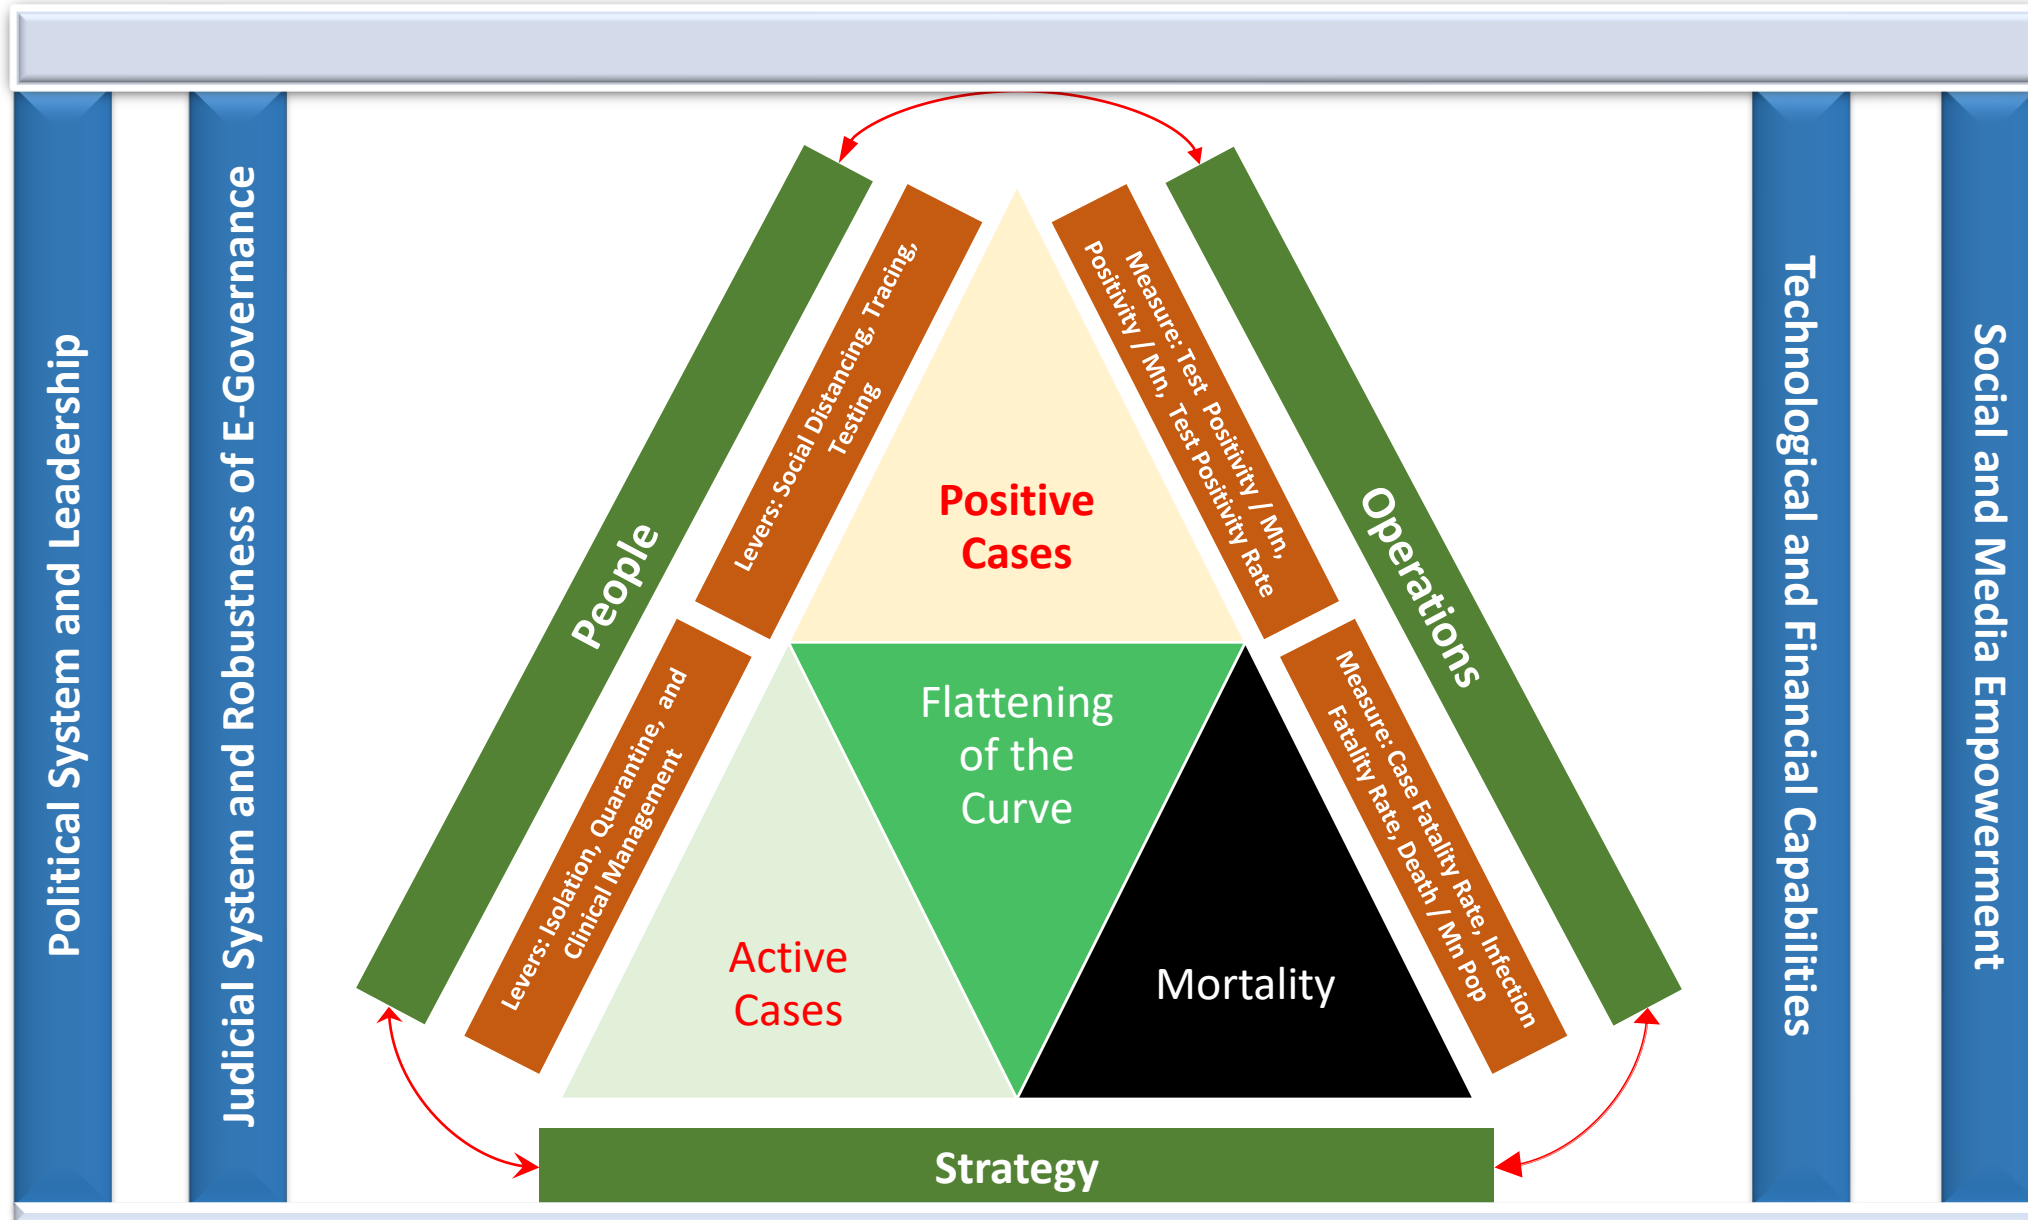 Political System and Leadership
Judicial System and Robustness of E-Governance
People
Levers: Social Distancing, Tracing,
Testing
Levers: Isolation, Quarantine, and
Clinical Management
Positive
Cases
Flattening
of the
Curve
Active
Cases
Mortality
Measure: Test  Positivity / Mn,
Positivity / Mn,  Test Positivity Rate
Measure: Case Fatality Rate, Infection
Fatality Rate, Death / Mn Pop
Operations
Strategy
Technological and Financial Capabilities
Social and Media Empowerment